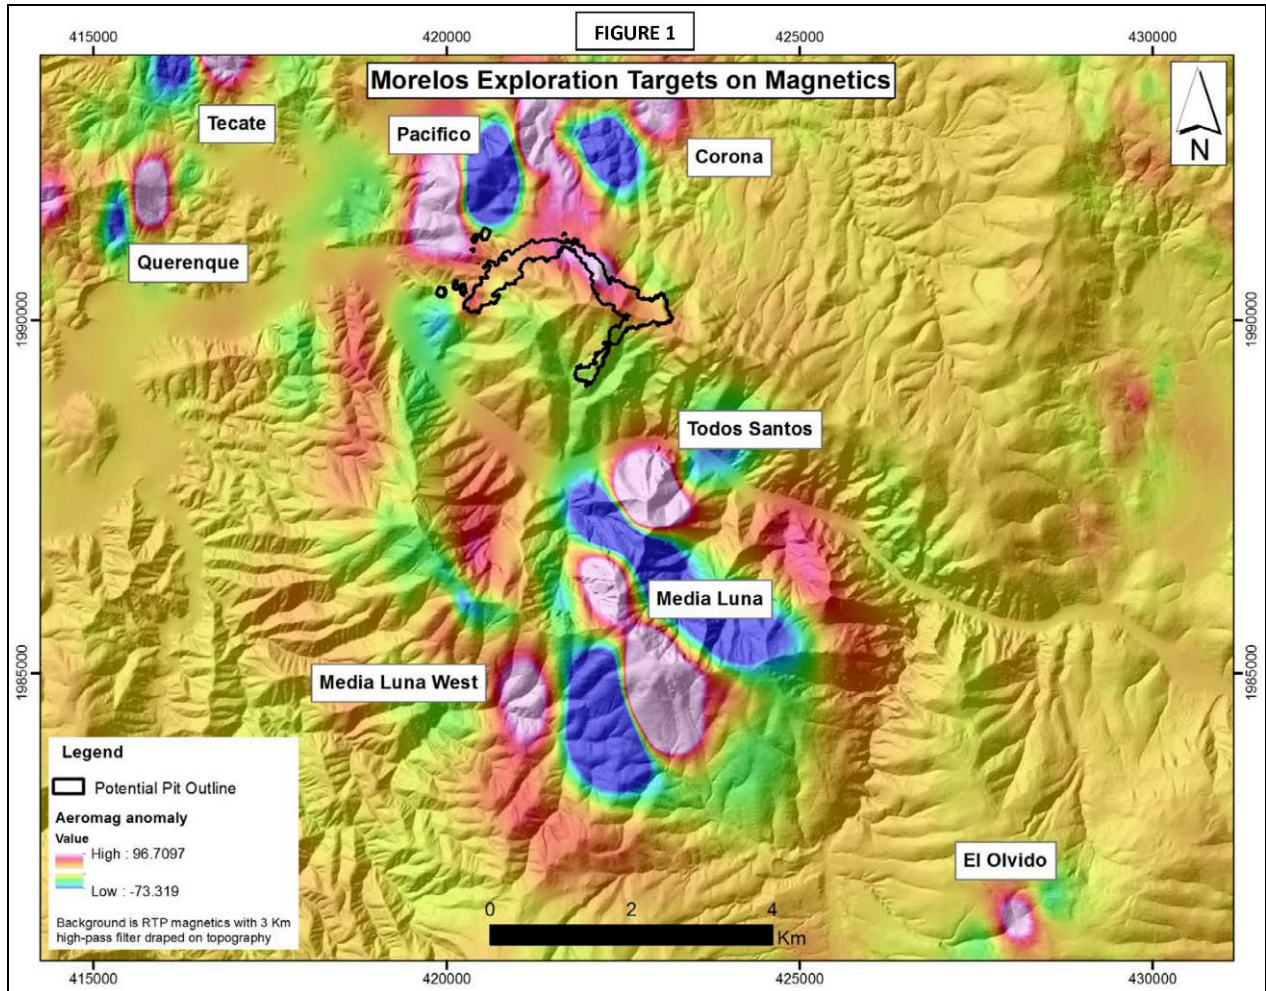 FIGURE 1
415000
420000
425000
430000
Morelos Exploration Targets on Magnetics
N
Tecate
Pacifico
Corona
Querenque
1990000
1990000
Todos Santos
Media Luna
Media Luna West
1985000
1985000
Legend
Potential Pit Outline
Aeromag anomaly
Value
High : 96.7097
Low : -73.319
Background is RTP magnetics with 3 Km
high-pass filter draped on topography
El Olvido
0 2 4
Km
415000
420000
425000
430000